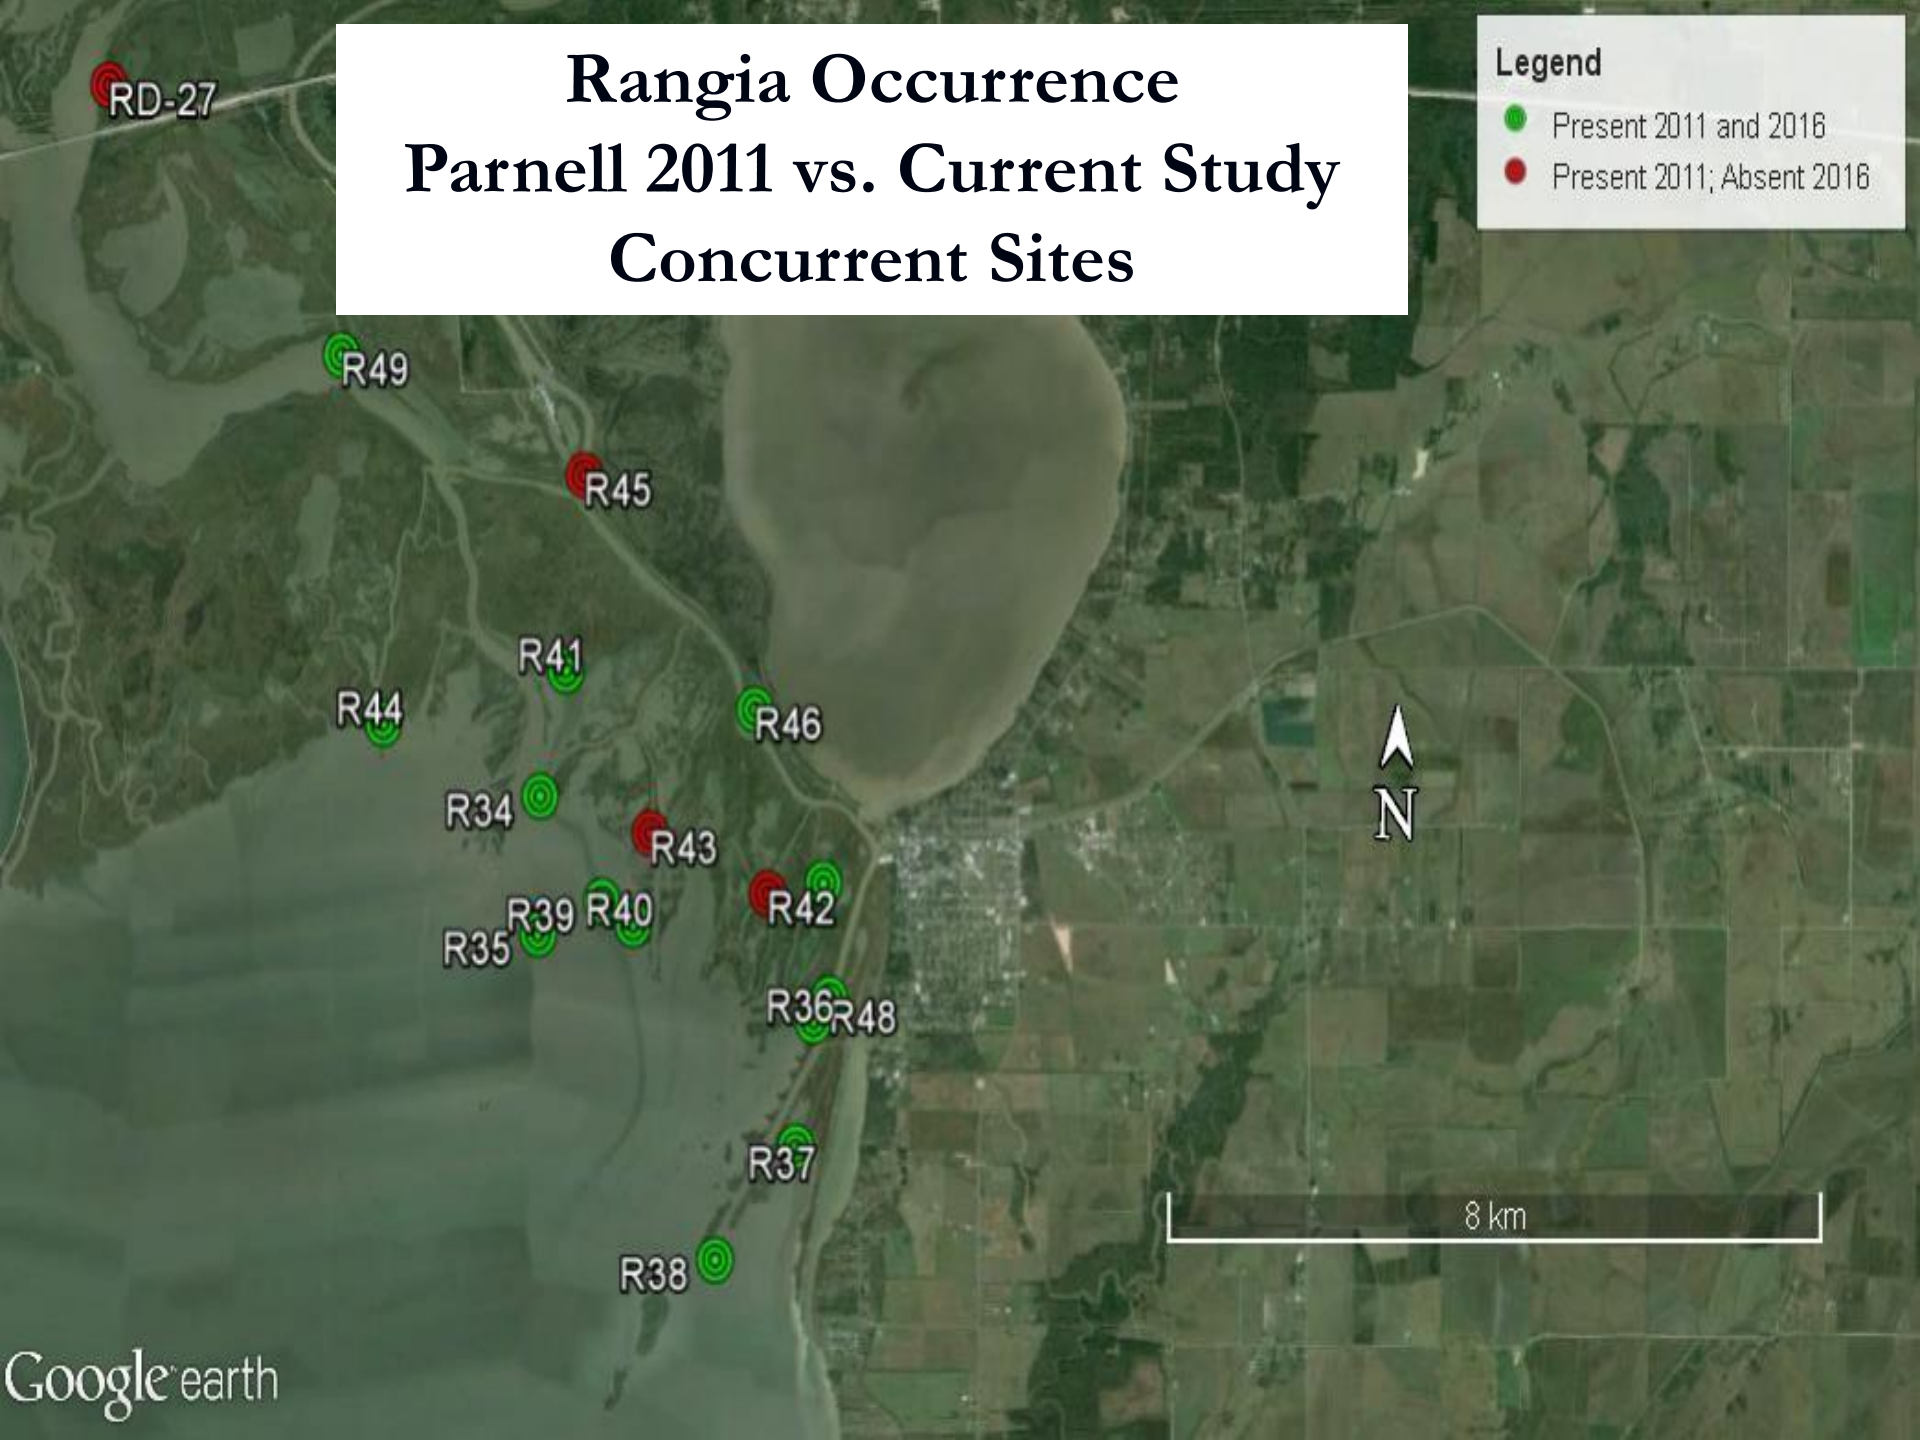 Rangia Occurrence
Parnell 2011 vs. Current Study
Concurrent Sites
Legend
Present 2011 and 2016
Present 2011; Absent 2016
RD-27
R49
R45
R41
R44
R46
R34
R43
R39
R40
R42
R35
R36
R48
R37
R38
N
8 km
Google earth